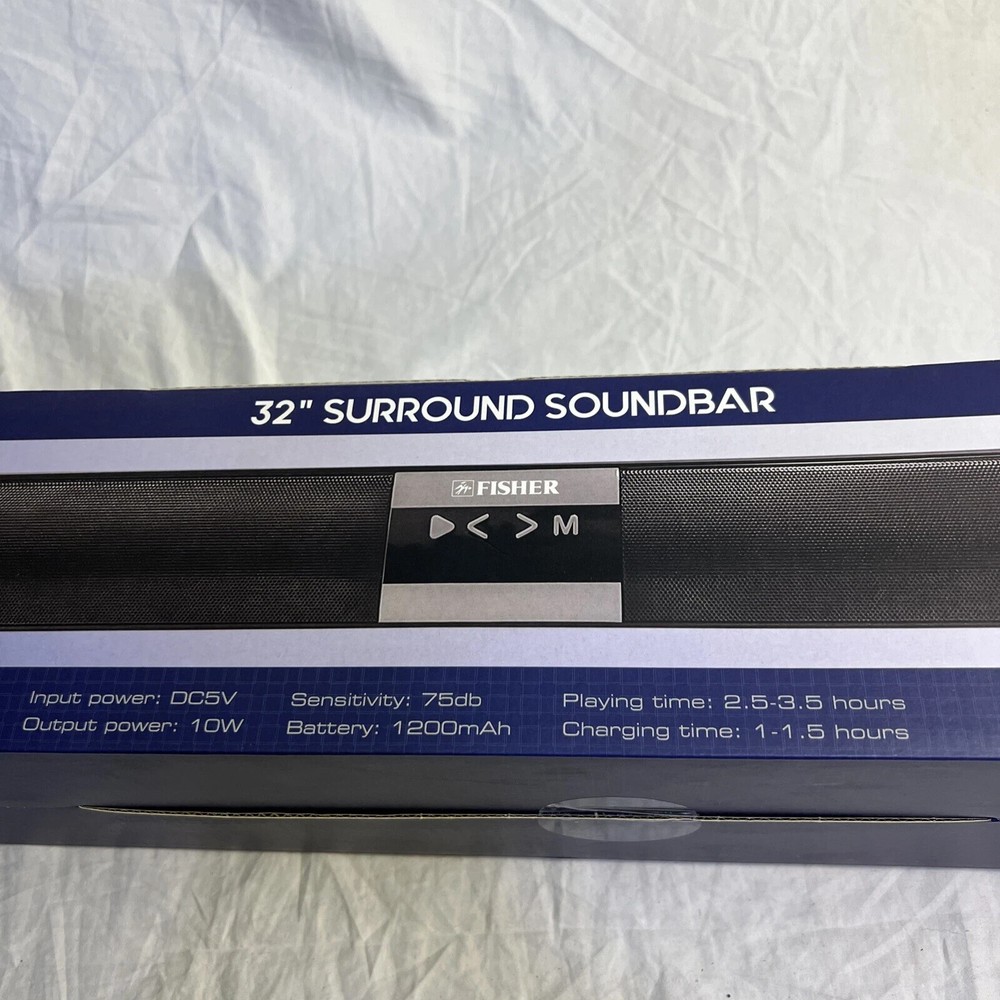 32" SURROUND SOUNDBAR
FISHER
M
Input power: DC5V Sensitivity: 75db Playing time: 2.5-3.5 hours
Output power: 10W Battery: 1200mAh Charging time: 1-1.5 hours